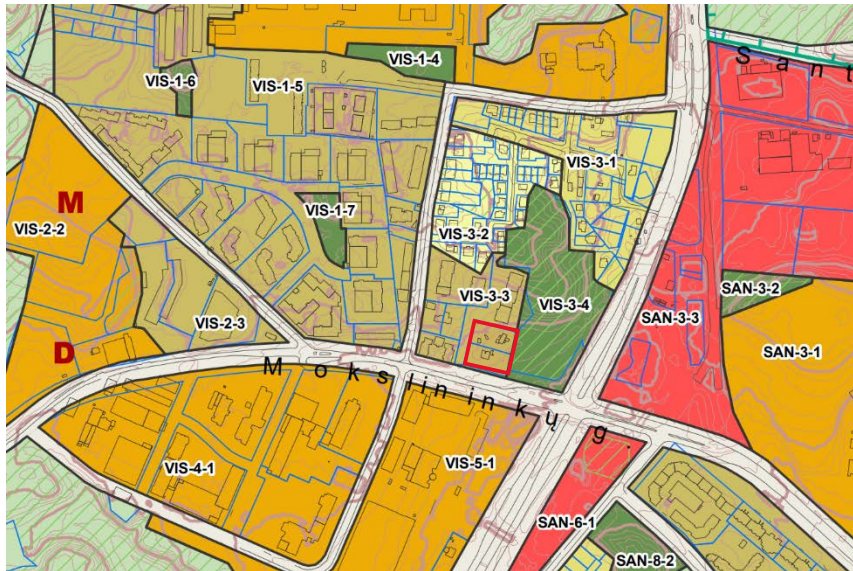 S a n t
VIS-1-4
VIS-1-6
VIS-1-5
VIS-3-1
M
VIS-1-7
VIS-2-2
VIS-3-2
VIS-3-3
VIS-3-4
SAN-3-2
SAN-3-3
VIS-2-3
D
SAN-3-1
M o k s l i n i n k ų g
VIS-4-1
VIS-5-1
SAN-6-1
SAN-8-2